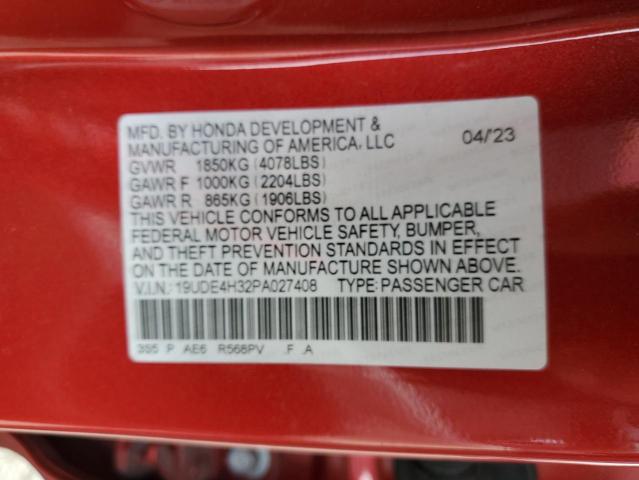 MFD. BY HONDA DEVELOPMENT &
MANUFACTURING OF AMERICA, LLC 04/23
GVWR 1850KG (4078LBS)
GAWR F 1000KG (2204LBS)
GAWR R 865KG (1906LBS)
THIS VEHICLE CONFORMS TO ALL APPLICABLE
FEDERAL MOTOR VEHICLE SAFETY, BUMPER,
AND THEFT PREVENTION STANDARDS IN EFFECT
ON THE DATE OF MANUFACTURE SHOWN ABOVE.
V.I.N.: 19UDE4H32PA027408 TYPE: PASSENGER CAR
355 P AE6 R568PV .F .A